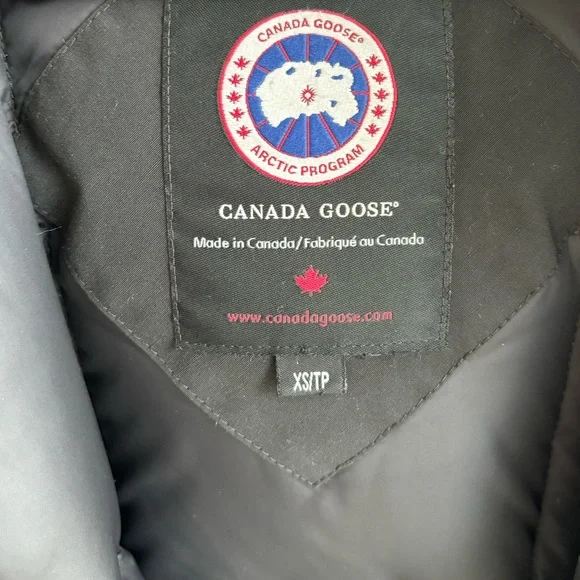 CANADA GOOSE®
ARCTIC PROGRAM
CANADA GOOSE®
Made in Canada/Fabriqué au Canada
www.canadagoose.com
XS/TP